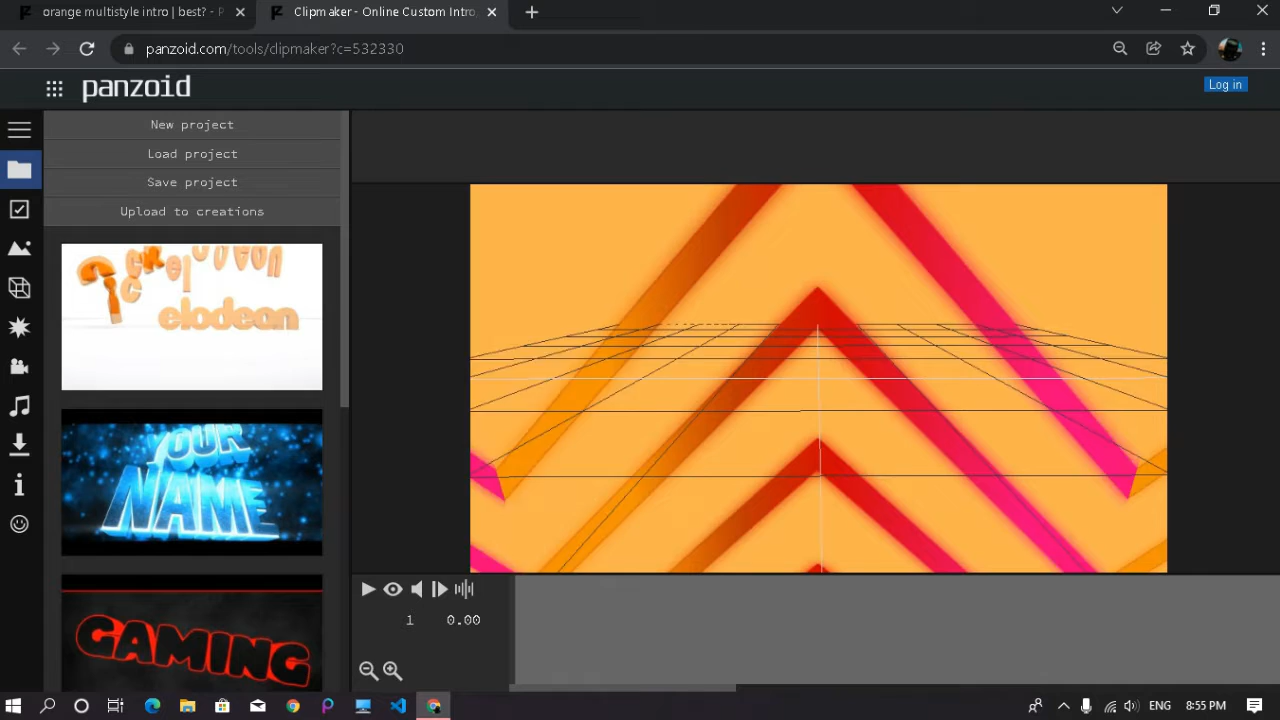 orange multistyle intro | best? - P
Clipmaker - Online Custom Intro
panzoid.com/tools/clipmaker?c=532330
panzoid
Log in
New project
Load project
Save project
Upload to creations
elodeon
YOUR
NAME
GAMING
1 0.00
ENG 8:55 PM